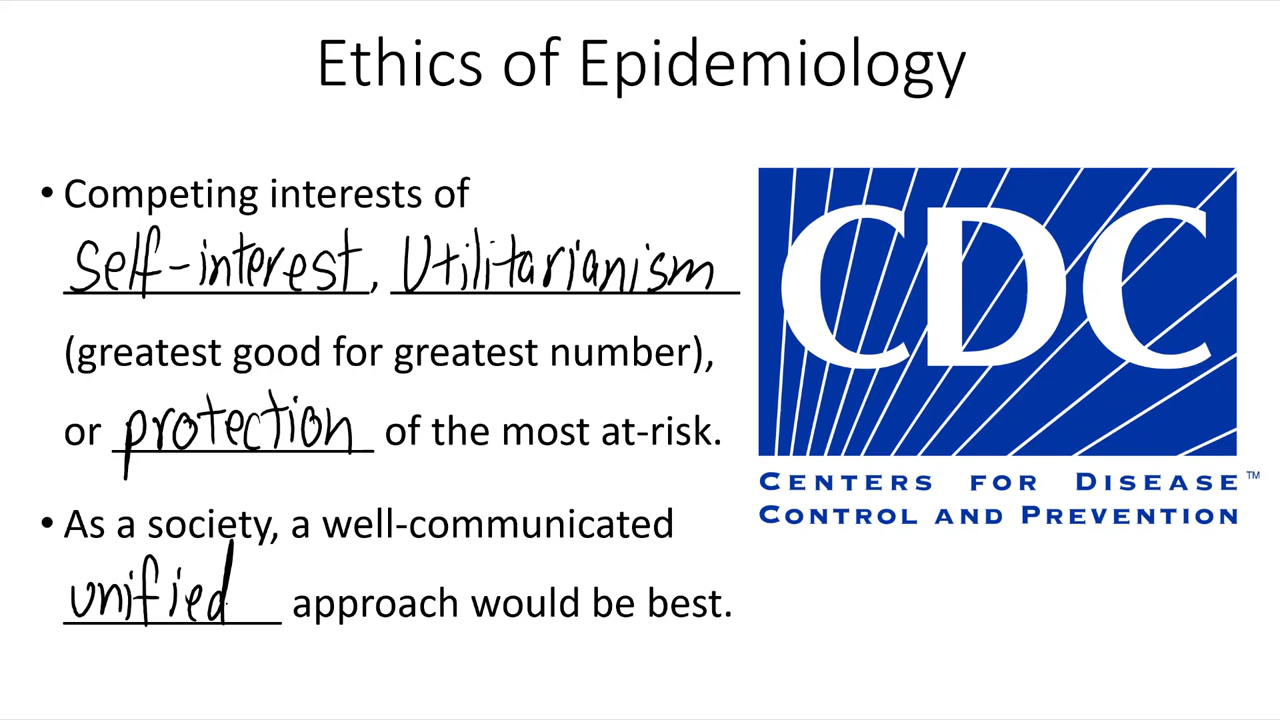 Ethics of Epidemiology
• Competing interests of
Self-interest, Utilitarianism
(greatest good for greatest number),
or protection of the most at-risk.
• As a society, a well-communicated
unified approach would be best.
CDC
CENTERS FOR DISEASE™
CONTROL AND PREVENTION